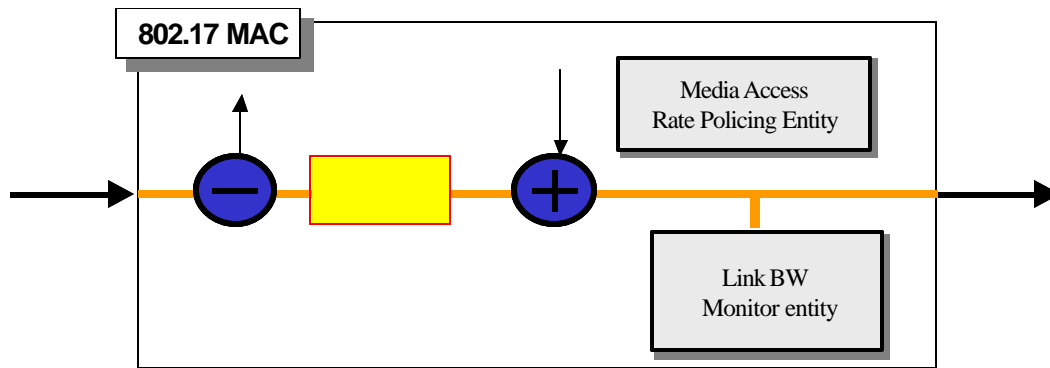 802.17 MAC
Media Access
Rate Policing Entity
Link BW
Monitor entity